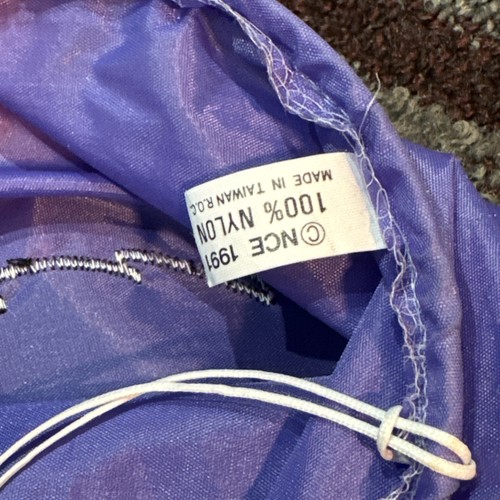 ©NCE 1991
100% NYLON
MADE IN TAIWAN R.O.C.